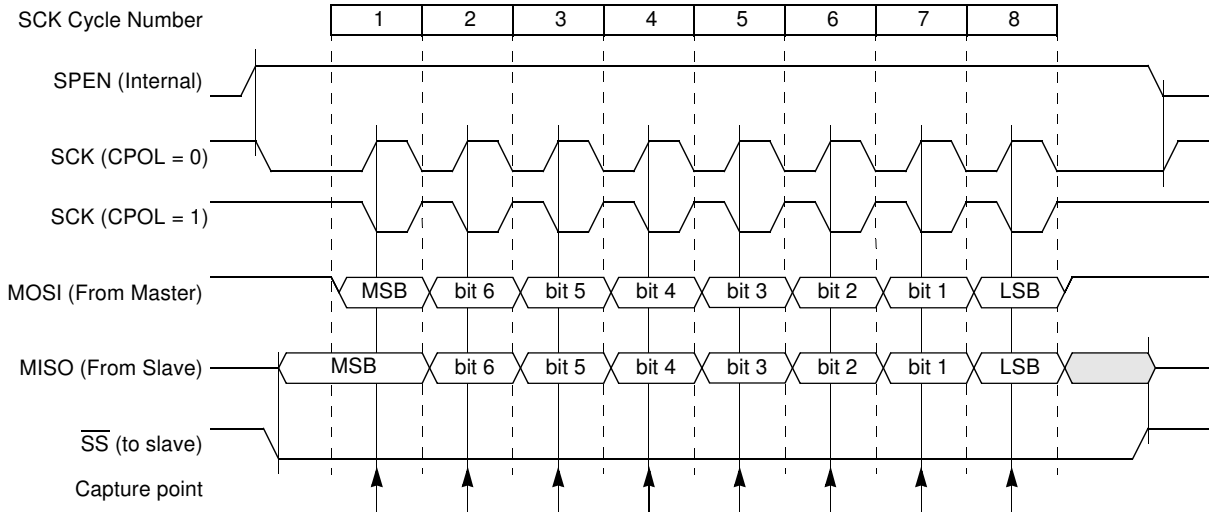 SCK Cycle Number 1 2 3 4 5 6 7 8
SPEN (Internal)
SCK (CPOL = 0)
SCK (CPOL = 1)
MOSI (From Master) MSB bit 6 bit 5 bit 4 bit 3 bit 2 bit 1 LSB
MISO (From Slave) MSB bit 6 bit 5 bit 4 bit 3 bit 2 bit 1 LSB
SS (to slave)
Capture point